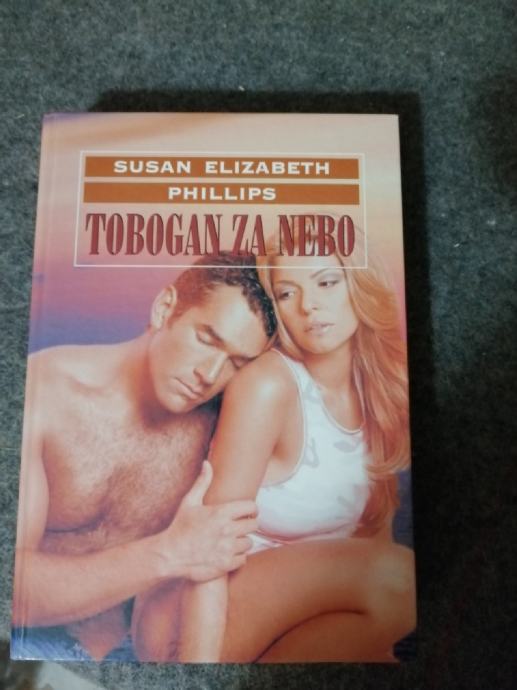 SUSAN ELIZABETH
PHILLIPS
TOBOGAN ZA NEBO